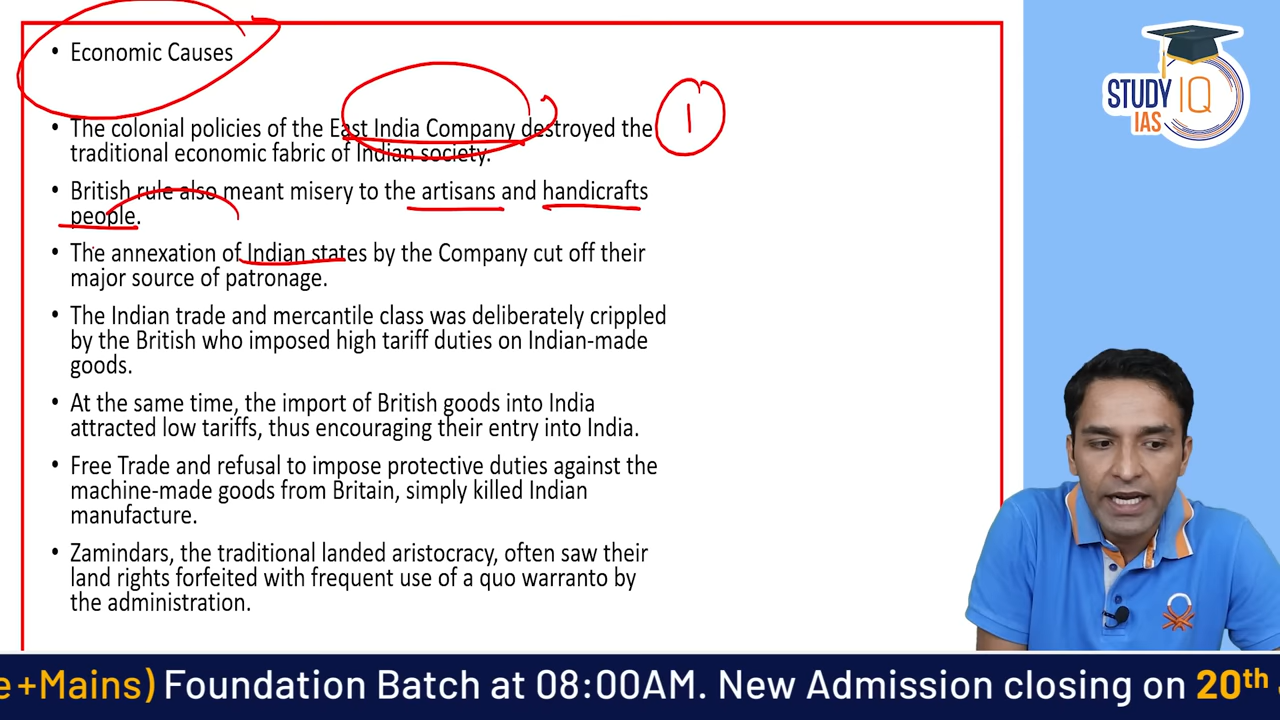 • Economic Causes
• The colonial policies of the East India Company destroyed the
traditional economic fabric of Indian society.
1
• British rule also meant misery to the artisans and handicrafts
people.
• The annexation of Indian states by the Company cut off their
major source of patronage.
• The Indian trade and mercantile class was deliberately crippled
by the British who imposed high tariff duties on Indian-made
goods.
• At the same time, the import of British goods into India
attracted low tariffs, thus encouraging their entry into India.
• Free Trade and refusal to impose protective duties against the
machine-made goods from Britain, simply killed Indian
manufacture.
• Zamindars, the traditional landed aristocracy, often saw their
land rights forfeited with frequent use of a quo warranto by
the administration.
STUDY IQ
IAS
e+Mains) Foundation Batch at 08:00AM. New Admission closing on 20th